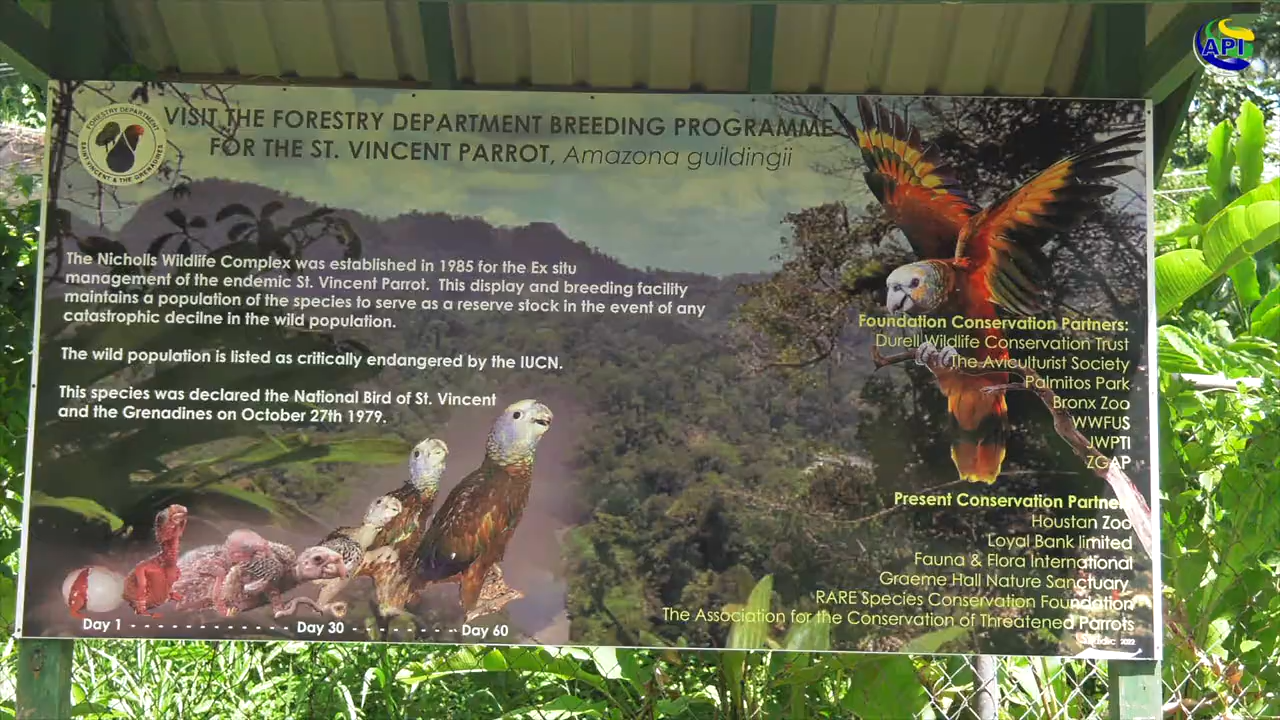 API
FORESTRY DEPARTMENT
SAINT VINCENT & THE GRENADINES
VISIT THE FORESTRY DEPARTMENT BREEDING PROGRAMME
FOR THE ST. VINCENT PARROT, Amazona guildingii
The Nicholls Wildlife Complex was established in 1985 for the Ex situ
management of the endemic St. Vincent Parrot. This display and breeding facility
maintains a population of the species to serve as a reserve stock in the event of any
catastrophic decilne in the wild population.
The wild population is listed as critically endangered by the IUCN.
This species was declared the National Bird of St. Vincent
and the Grenadines on October 27th 1979.
Day 1 - - - - - - - - - - - - - - - - - Day 30 - - - - - - - - - - - - Day 60
Foundation Conservation Partners:
Durell Wildlife Conservation Trust
The Aviculturist Society
Palmitos Park
Bronx Zoo
WWFUS
JWPTI
ZGAP
Present Conservation Partner
Houstan Zoo
Loyal Bank limited
Fauna & Flora International
Graeme Hall Nature Sanctuary
RARE Species Conservation Foundation
The Association for the Conservation of Threatened Parrots